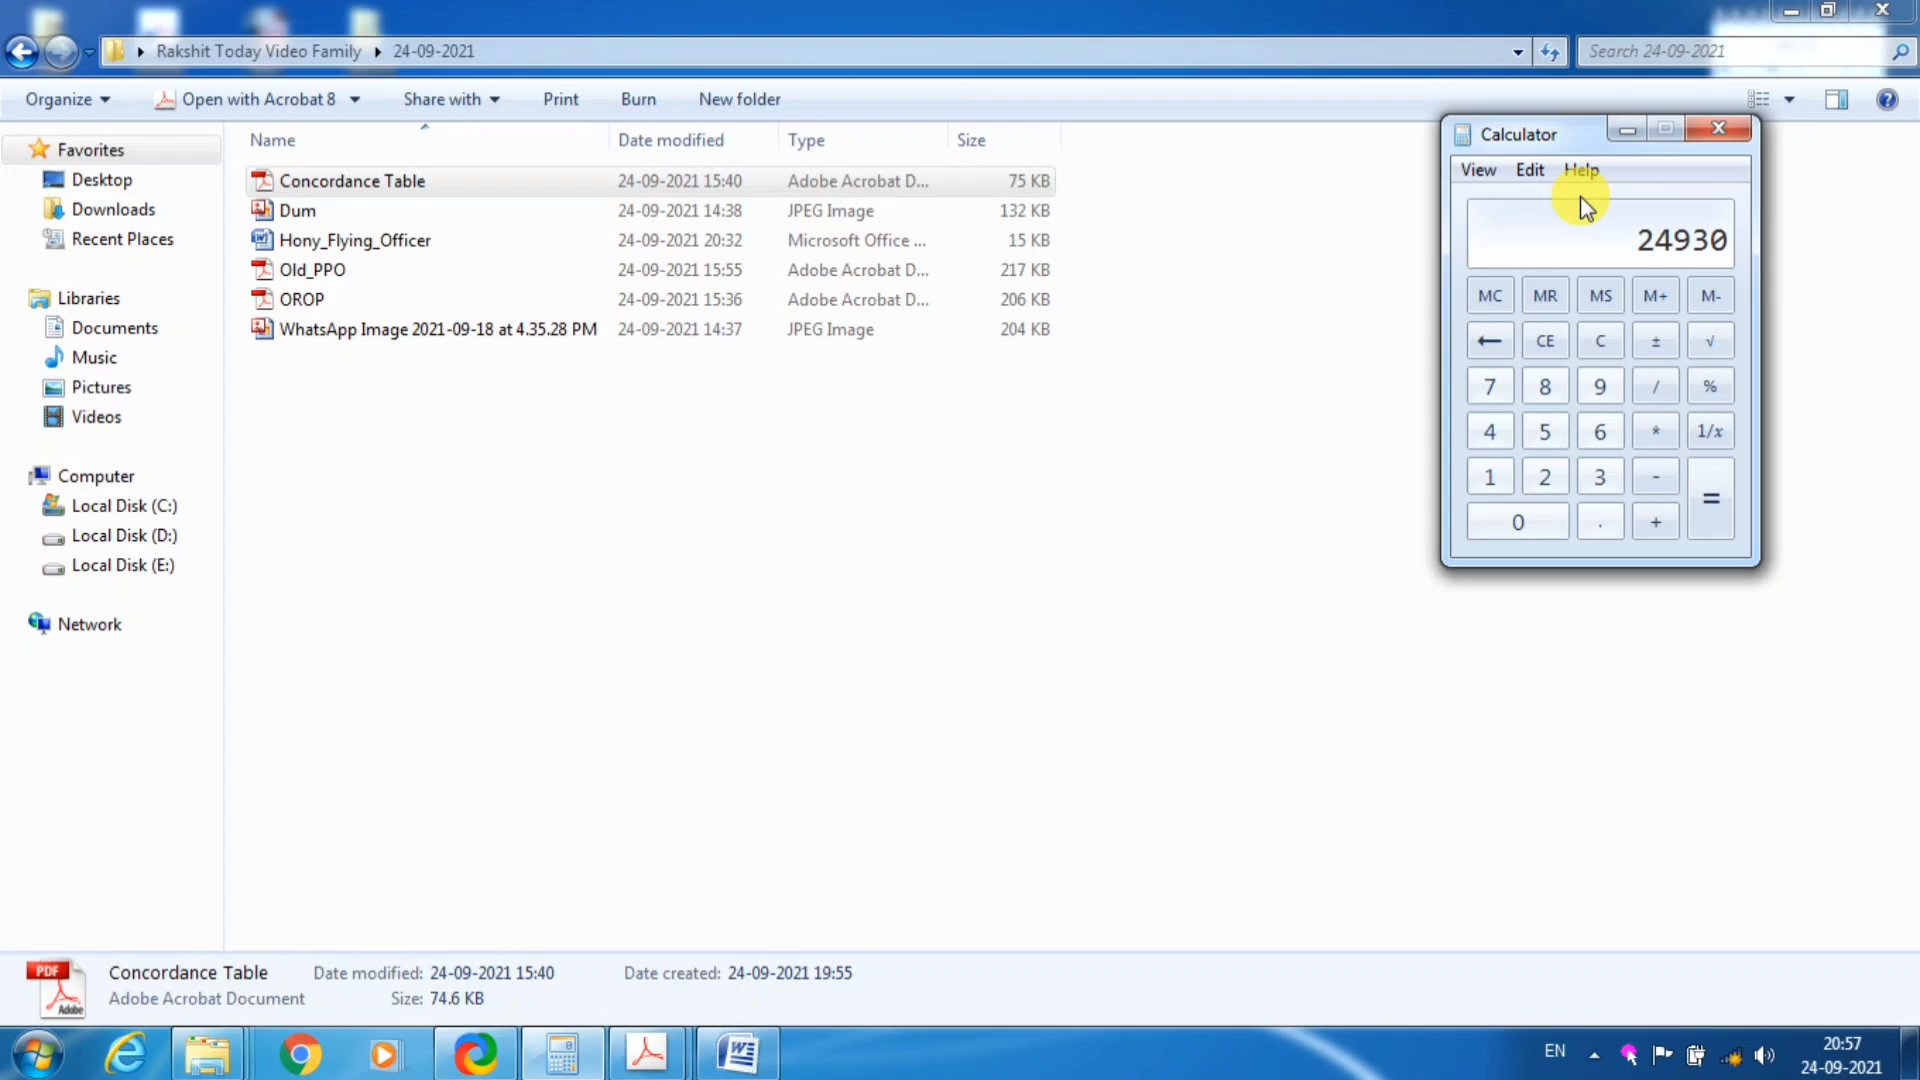 Rakshit Today Video Family 24-09-2021
Search 24-09-2021
Organize Open with Acrobat 8 Share with Print Burn New folder
Name Date modified Type Size
Favorites
Desktop
Downloads
Recent Places
Libraries
Documents
Music
Pictures
Videos
Computer
Local Disk (C:)
Local Disk (D:)
Local Disk (E:)
Network
Concordance Table 24-09-2021 15:40 Adobe Acrobat D... 75 KB
Dum 24-09-2021 14:38 JPEG Image 132 KB
Hony_Flying_Officer 24-09-2021 20:32 Microsoft Office ... 15 KB
Old_PPO 24-09-2021 15:55 Adobe Acrobat D... 217 KB
OROP 24-09-2021 15:36 Adobe Acrobat D... 206 KB
WhatsApp Image 2021-09-18 at 4.35.28 PM 24-09-2021 14:37 JPEG Image 204 KB
Calculator
View Edit Help
24930
MC MR MS M+ M-
← CE C ± √
7 8 9 / %
4 5 6 * 1/x
1 2 3 - =
0 . +
PDF
Adobe
Concordance Table Date modified: 24-09-2021 15:40 Date created: 24-09-2021 19:55
Adobe Acrobat Document Size: 74.6 KB
EN
20:57
24-09-2021